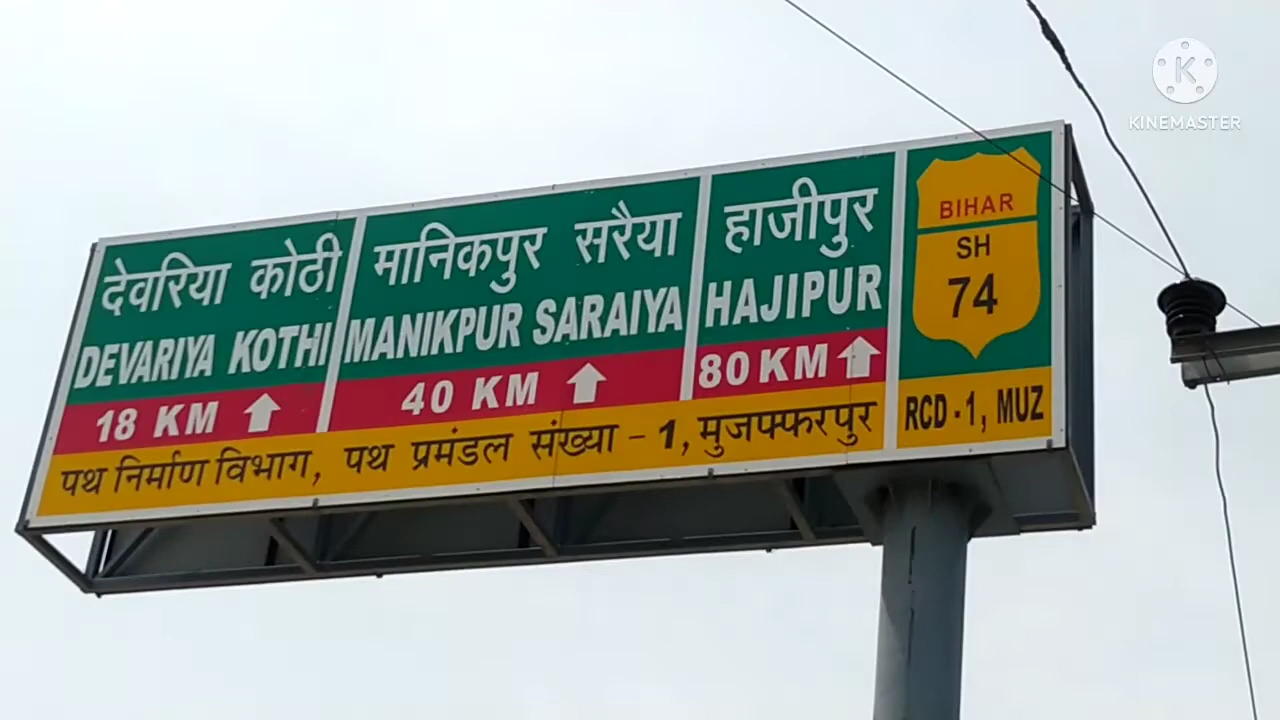 देवरिया कोठी
DEVARIYA KOTHI
18 KM
मानिकपुर सरैया
MANIKPUR SARAIYA
40 KM
हाजीपुर
HAJIPUR
80 KM
BIHAR
SH
74
पथ निर्माण विभाग, पथ प्रमंडल संख्या - 1, मुजफ्फरपुर
RCD - 1, MUZ
K
KINEMASTER